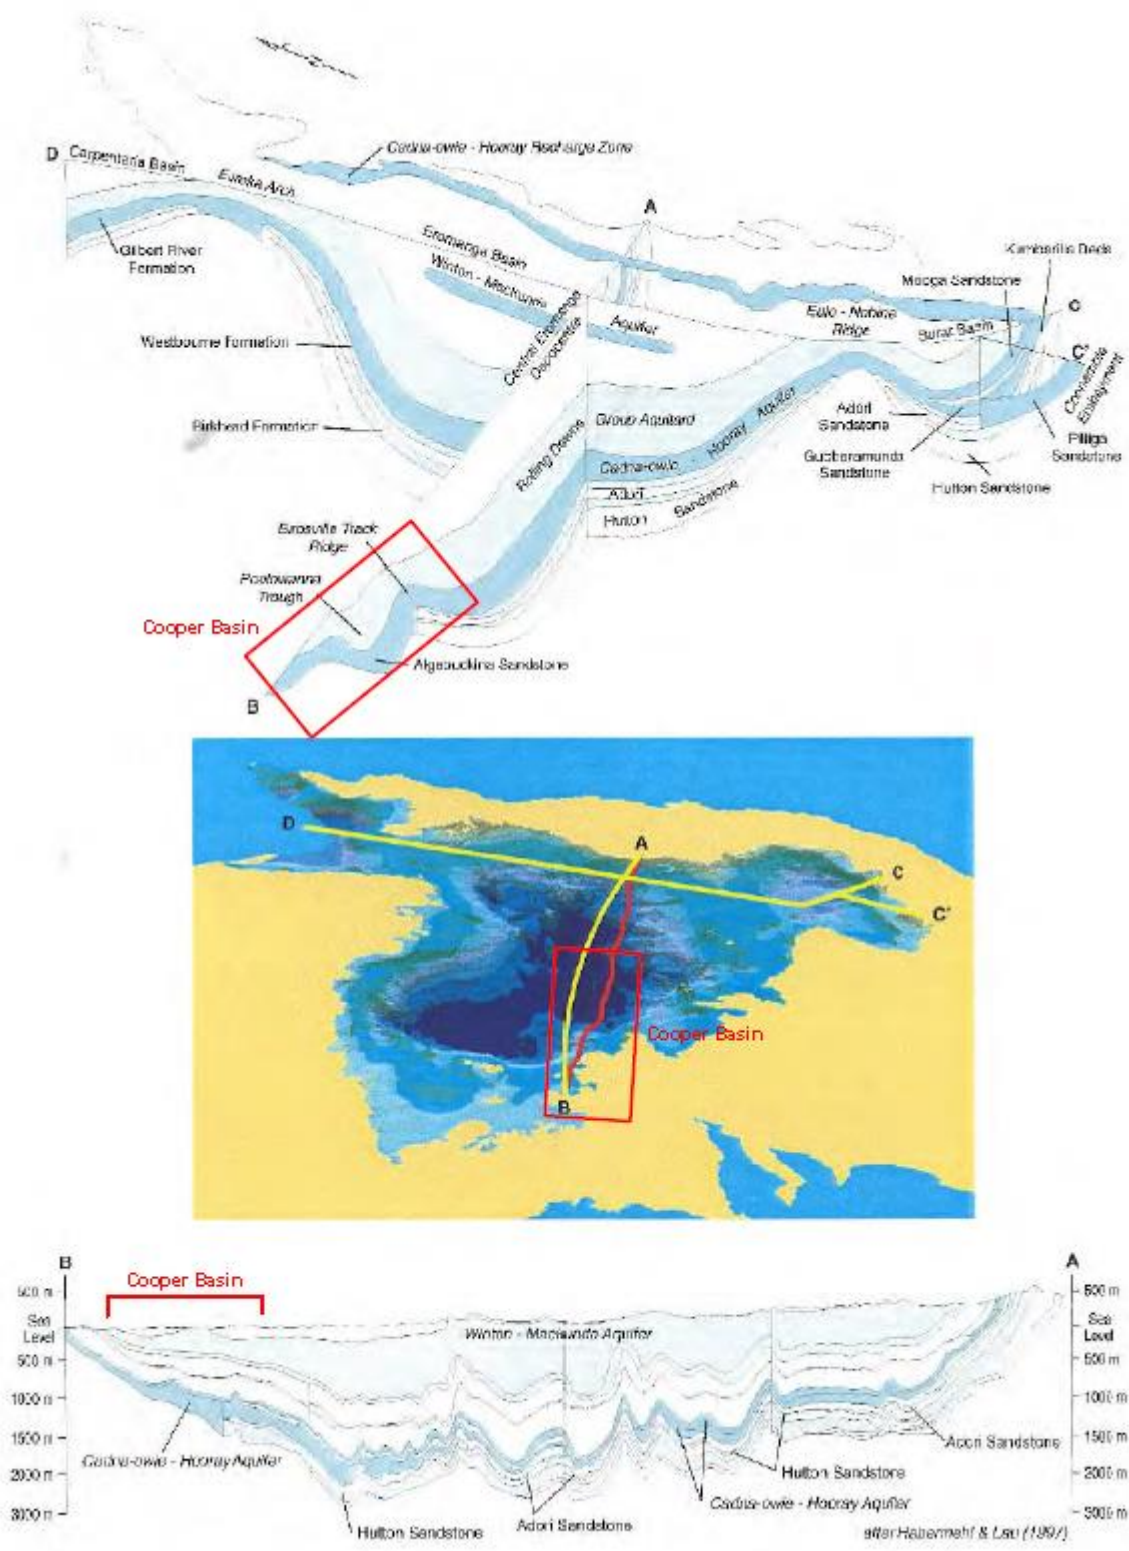 Cadna-owie - Hooray Recharge Zone
D
Carpentaria Basin
Eureka Arch
A
Gilbert River
Formation
Eromanga Basin
Winton - Mackunda
Aquifer
Kumbarilla Beds
Mooga Sandstone
C
Eulo - Nebine
Ridge
Surat Basin
C'
Coonamble
Embayment
Westbourne Formation
Central Eromanga
Depocentre
Birkhead Formation
Rolling Downs
Group Aquitard
Cadna-owie - Hooray Aquifer
Adori
Hutton Sandstone
Adori
Sandstone
Gubberamunda
Sandstone
Pilliga
Sandstone
Hutton Sandstone
Birdsville Track
Ridge
Poolowanna
Trough
Cooper Basin
Algebuckina Sandstone
B
D
A
C
C'
Cooper Basin
B
B
Cooper Basin
A
500 m
Sea
Level
500 m
1000 m
1500 m
2000 m
3000 m
Winton - Mackunda Aquifer
500 m
Sea
Level
500 m
1000 m
1500 m
2000 m
3000 m
Cadna-owie - Hooray Aquifer
Adori Sandstone
Hutton Sandstone
Cadna-owie - Hooray Aquifer
Hutton Sandstone
Adori Sandstone
after Habermehl & Lau (1997)